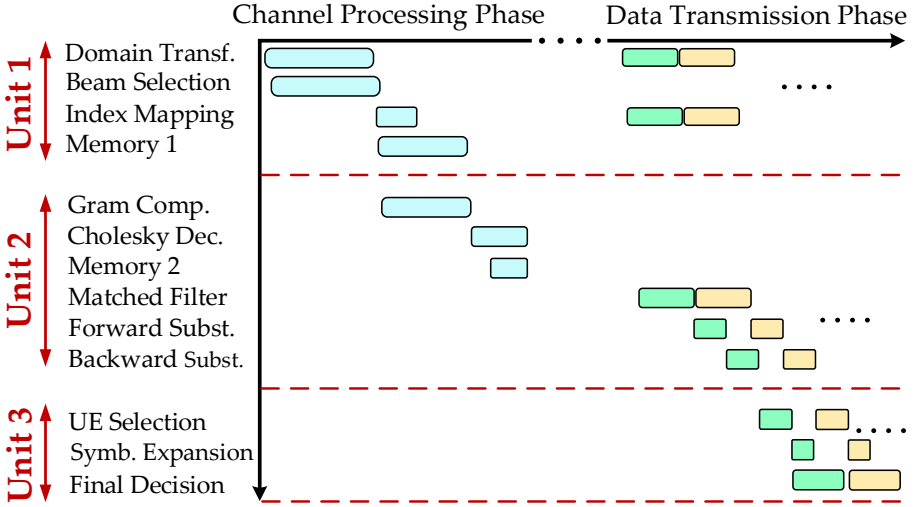 Channel Processing Phase
Data Transmission Phase
Unit 1
Domain Transf.
Beam Selection
Index Mapping
Memory 1
Unit 2
Gram Comp.
Cholesky Dec.
Memory 2
Matched Filter
Forward Subst.
Backward Subst.
Unit 3
UE Selection
Symb. Expansion
Final Decision